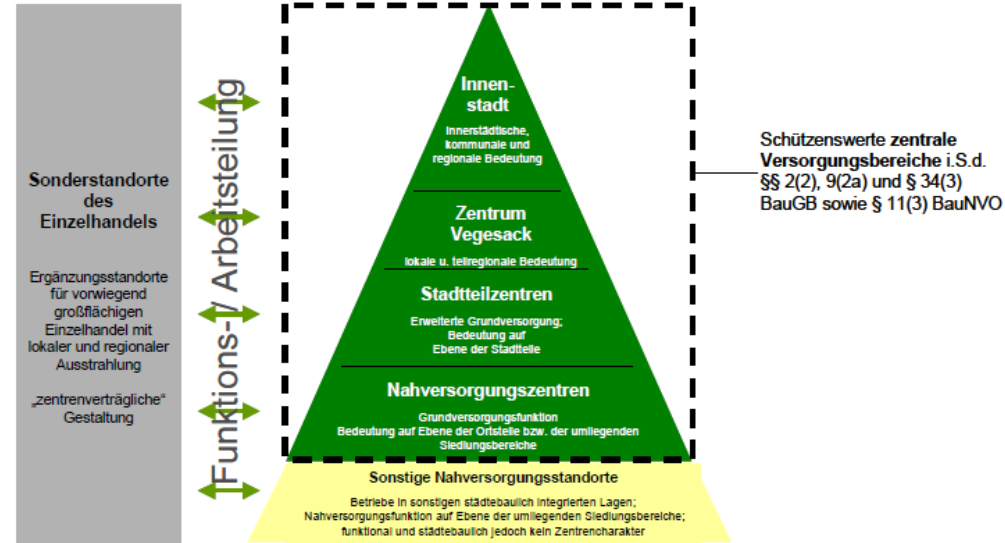 Sonderstandorte
des
Einzelhandels
Ergänzungsstandorte
für vorwiegend
großflächigen
Einzelhandel mit
lokaler und regionaler
Ausstrahlung
„zentrenverträgliche“
Gestaltung
Funktions-/ Arbeitsteilung
Innen-
stadt
Innerstädtische,
kommunale und
regionale Bedeutung
Zentrum
Vegesack
lokale u. teilregionale Bedeutung
Stadtteilzentren
Erweiterte Grundversorgung;
Bedeutung auf
Ebene der Stadtteile
Nahversorgungszentren
Grundversorgungsfunktion
Bedeutung auf Ebene der Ortsteile bzw. der umliegenden
Siedlungsbereiche
Sonstige Nahversorgungsstandorte
Betriebe in sonstigen städtebaulich integrierten Lagen;
Nahversorgungsfunktion auf Ebene der umliegenden Siedlungsbereiche;
funktional und städtebaulich jedoch kein Zentrencharakter
Schützenswerte zentrale
Versorgungsbereiche i.S.d.
§§ 2(2), 9(2a) und § 34(3)
BauGB sowie § 11(3) BauNVO